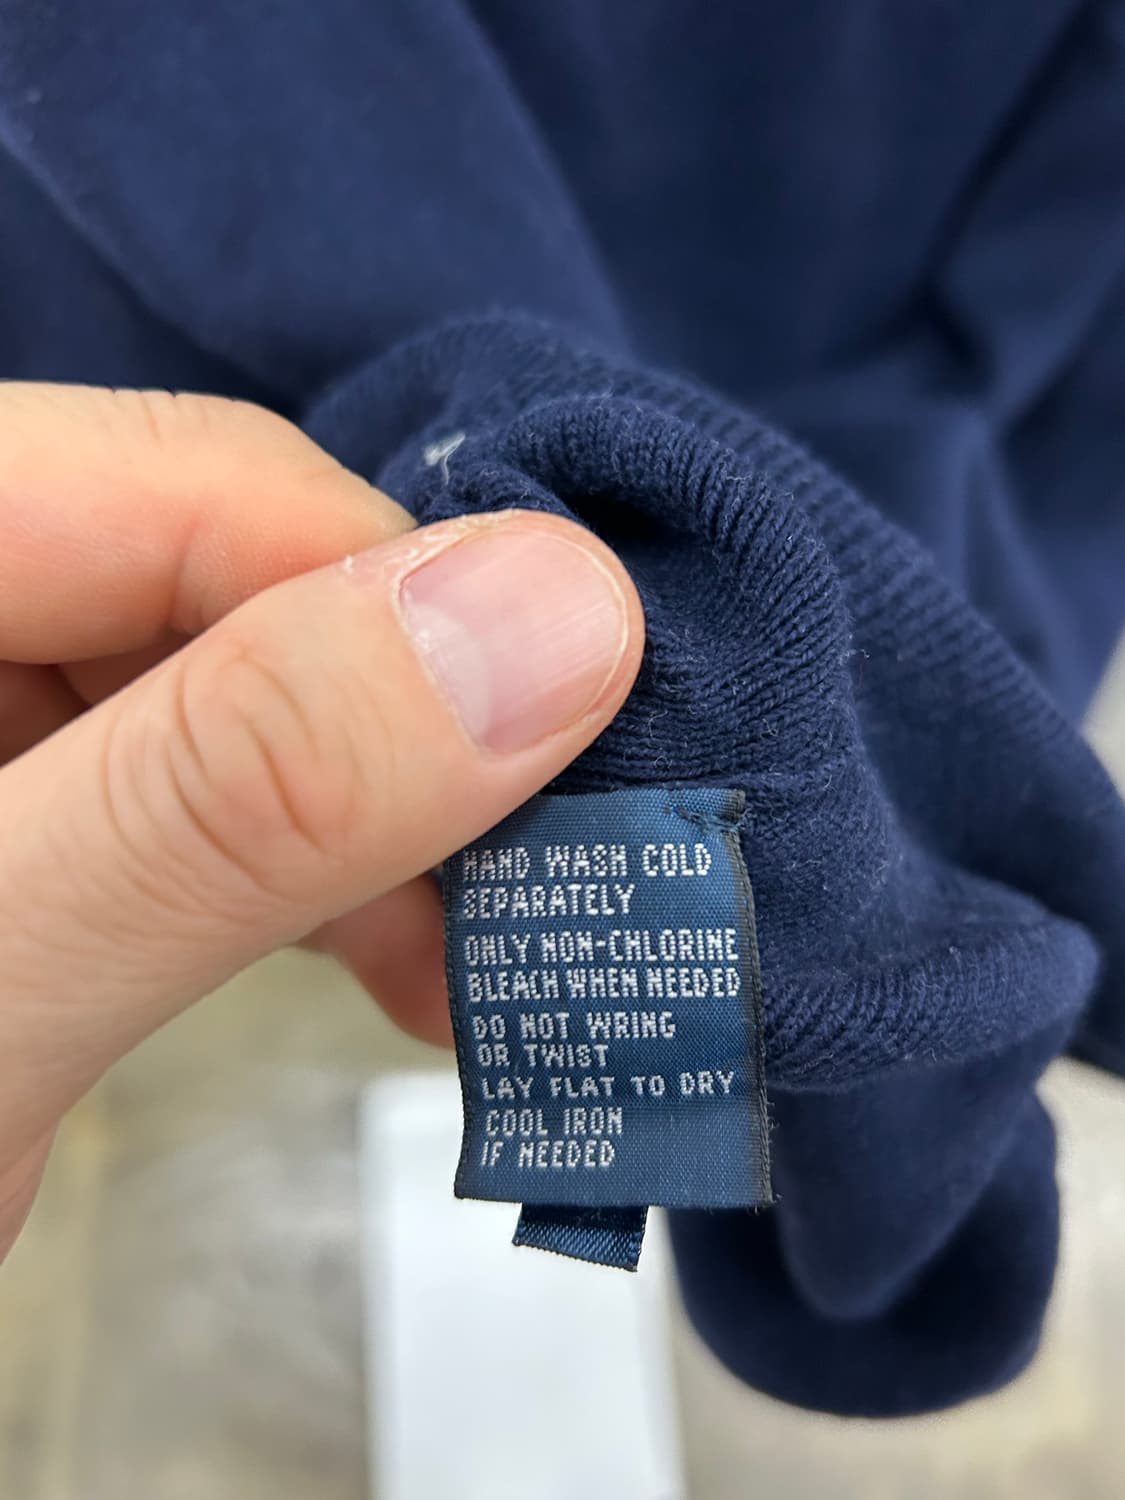 HAND WASH COLD
SEPARATELY
ONLY NON-CHLORINE
BLEACH WHEN NEEDED
DO NOT WRING
OR TWIST
LAY FLAT TO DRY
COOL IRON
IF NEEDED